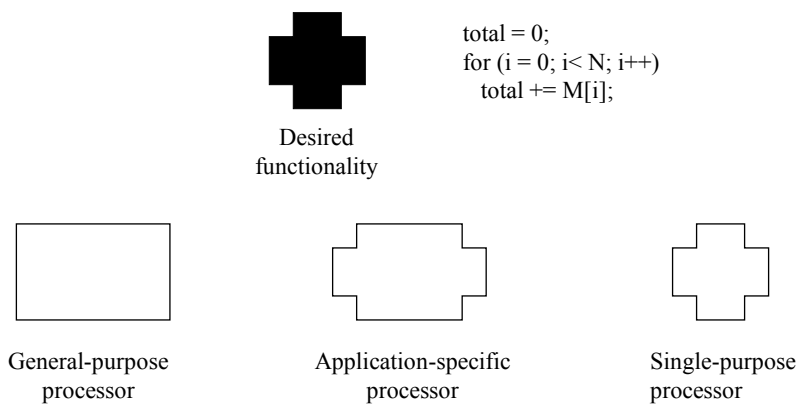 total = 0;
for (i = 0; i< N; i++)
total += M[i];
Desired
functionality
General-purpose
processor
Application-specific
processor
Single-purpose
processor